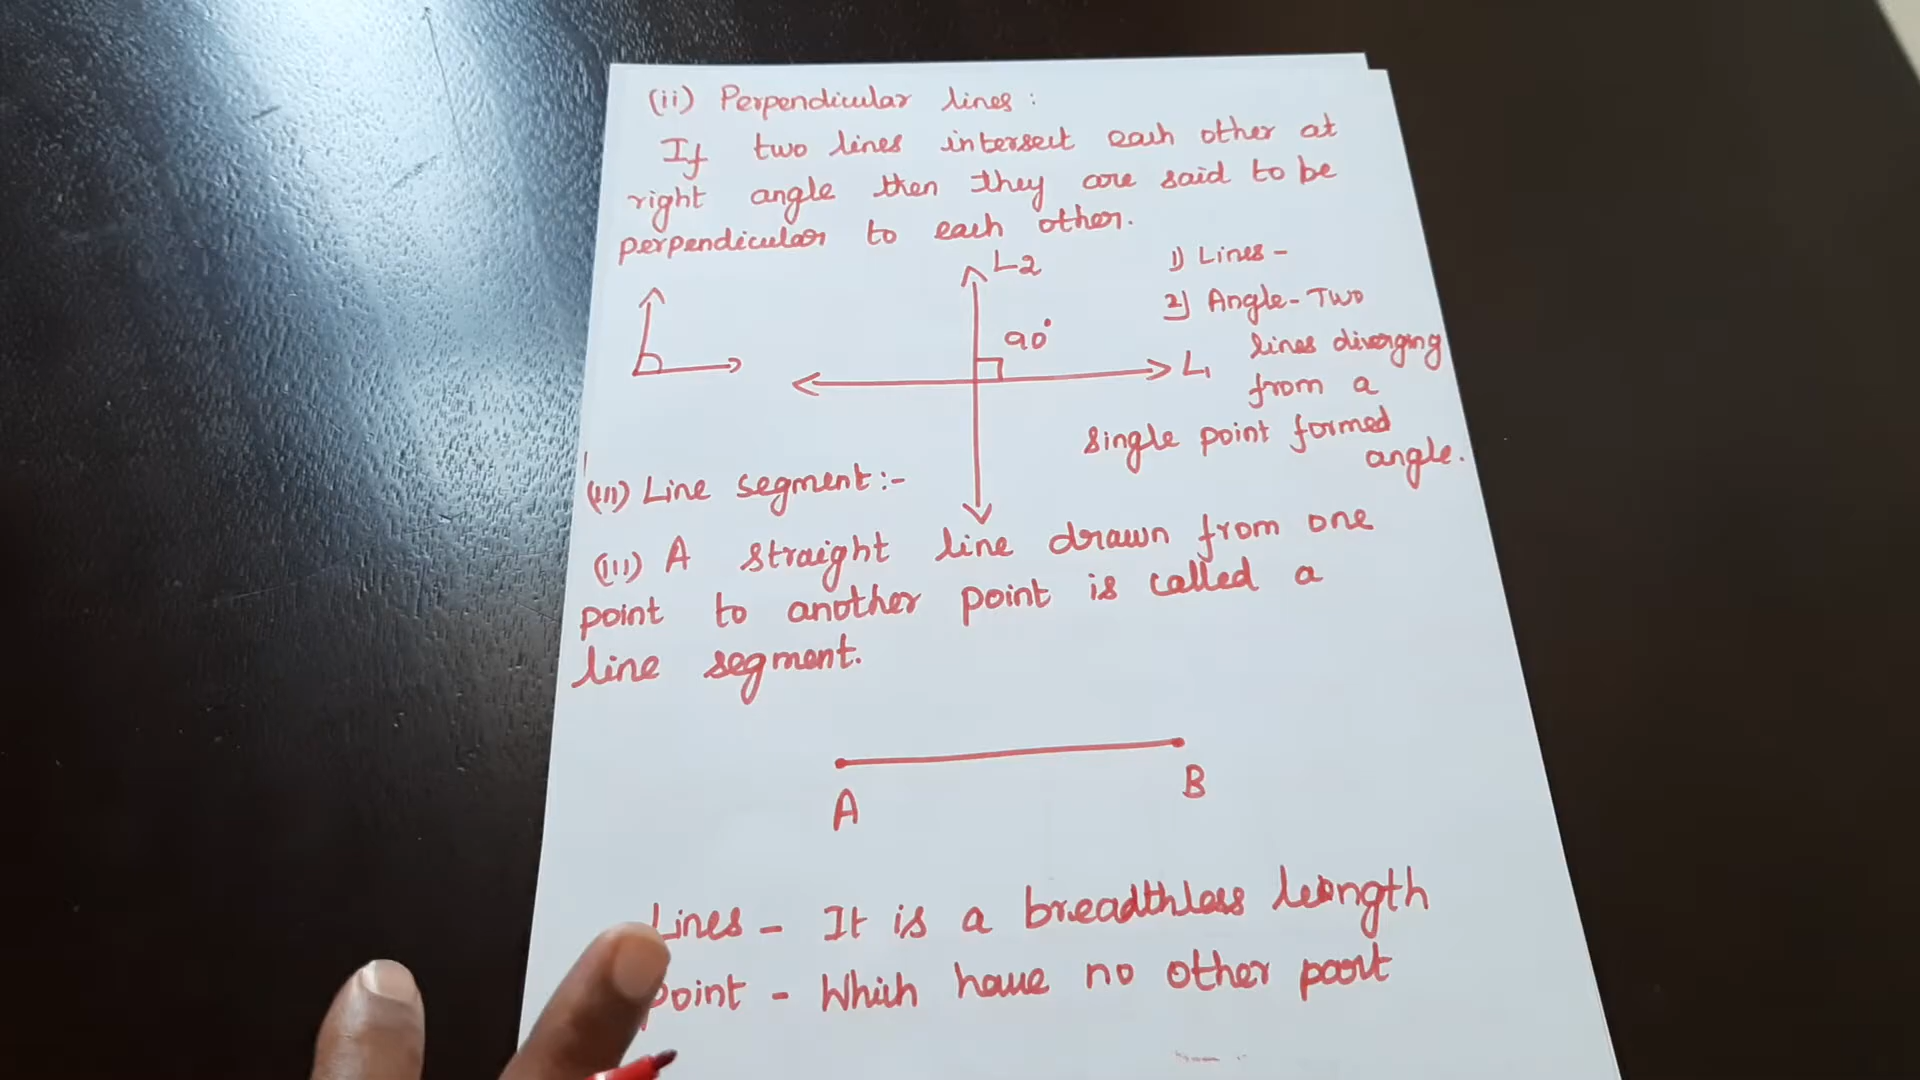 (ii) Perpendicular lines :
If two lines intersect each other at
right angle then they are said to be
perpendicular to each other.
L2
90°
L1
1) Lines -
2) Angle - Two
lines diverging
from a
single point formed
angle.
(iii) Line segment :-
(iii) A straight line drawn from one
point to another point is called a
line segment.
A
B
Lines - It is a breadthless length
Point - Which have no other part